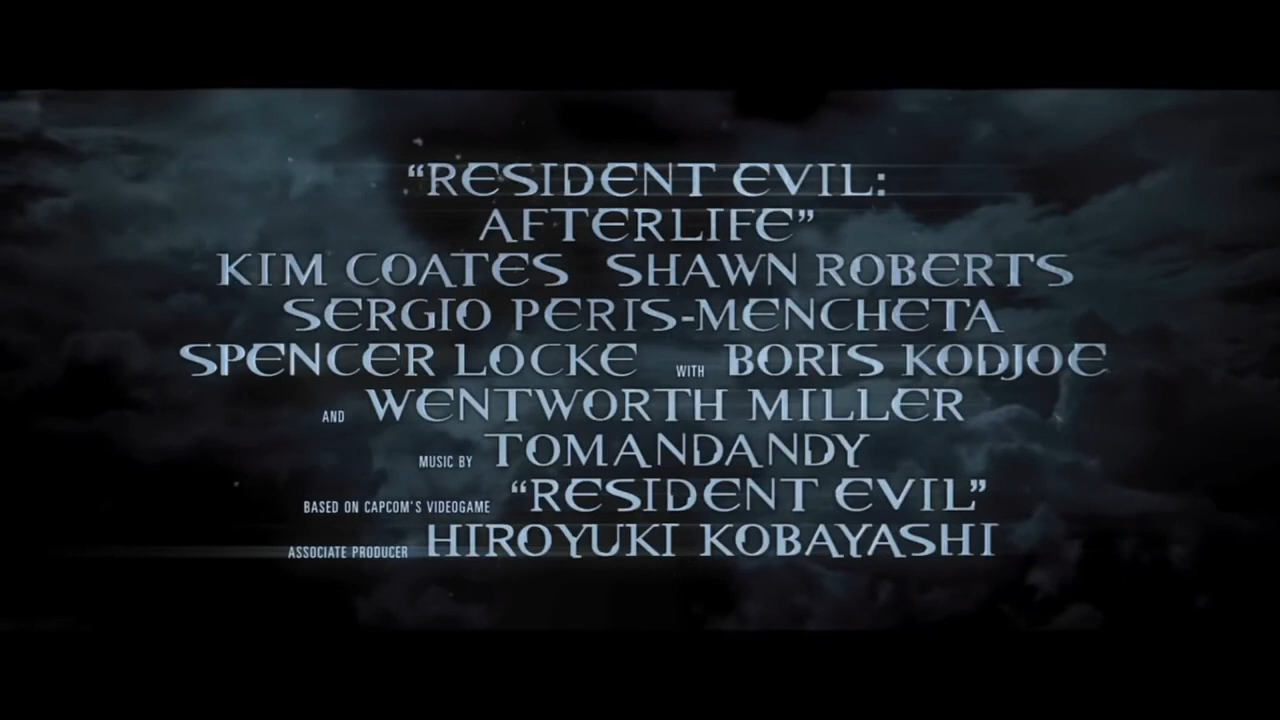 “RESIDENT EVIL:
AFTERLIFE”
KIM COATES SHAWN ROBERTS
SERGIO PERIS-MENCHETA
SPENCER LOCKE WITH BORIS KODJOE
AND WENTWORTH MILLER
MUSIC BY TOMANDANDY
BASED ON CAPCOM'S VIDEOGAME “RESIDENT EVIL”
ASSOCIATE PRODUCER HIROYUKI KOBAYASHI